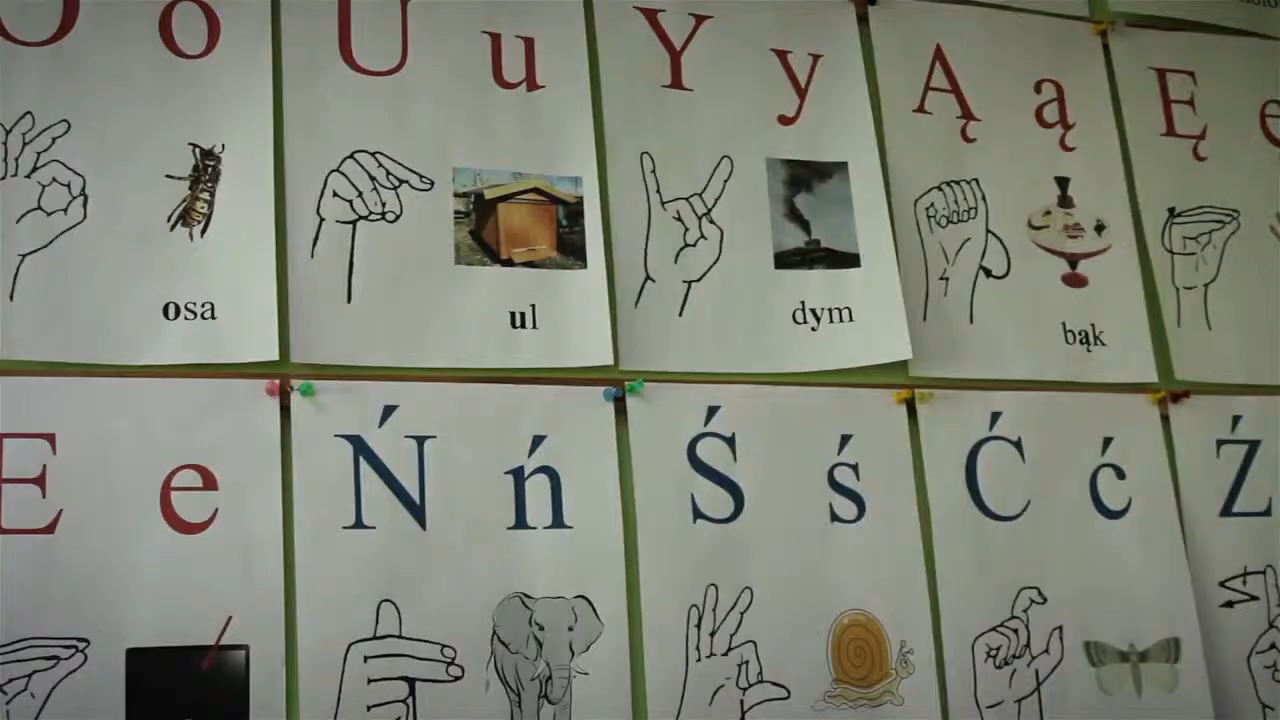 O o
U u
Y y
Ą ą
Ę ę
osa
ul
dym
bąk
E e
Ń ń
Ś ś
Ć ć
Ź